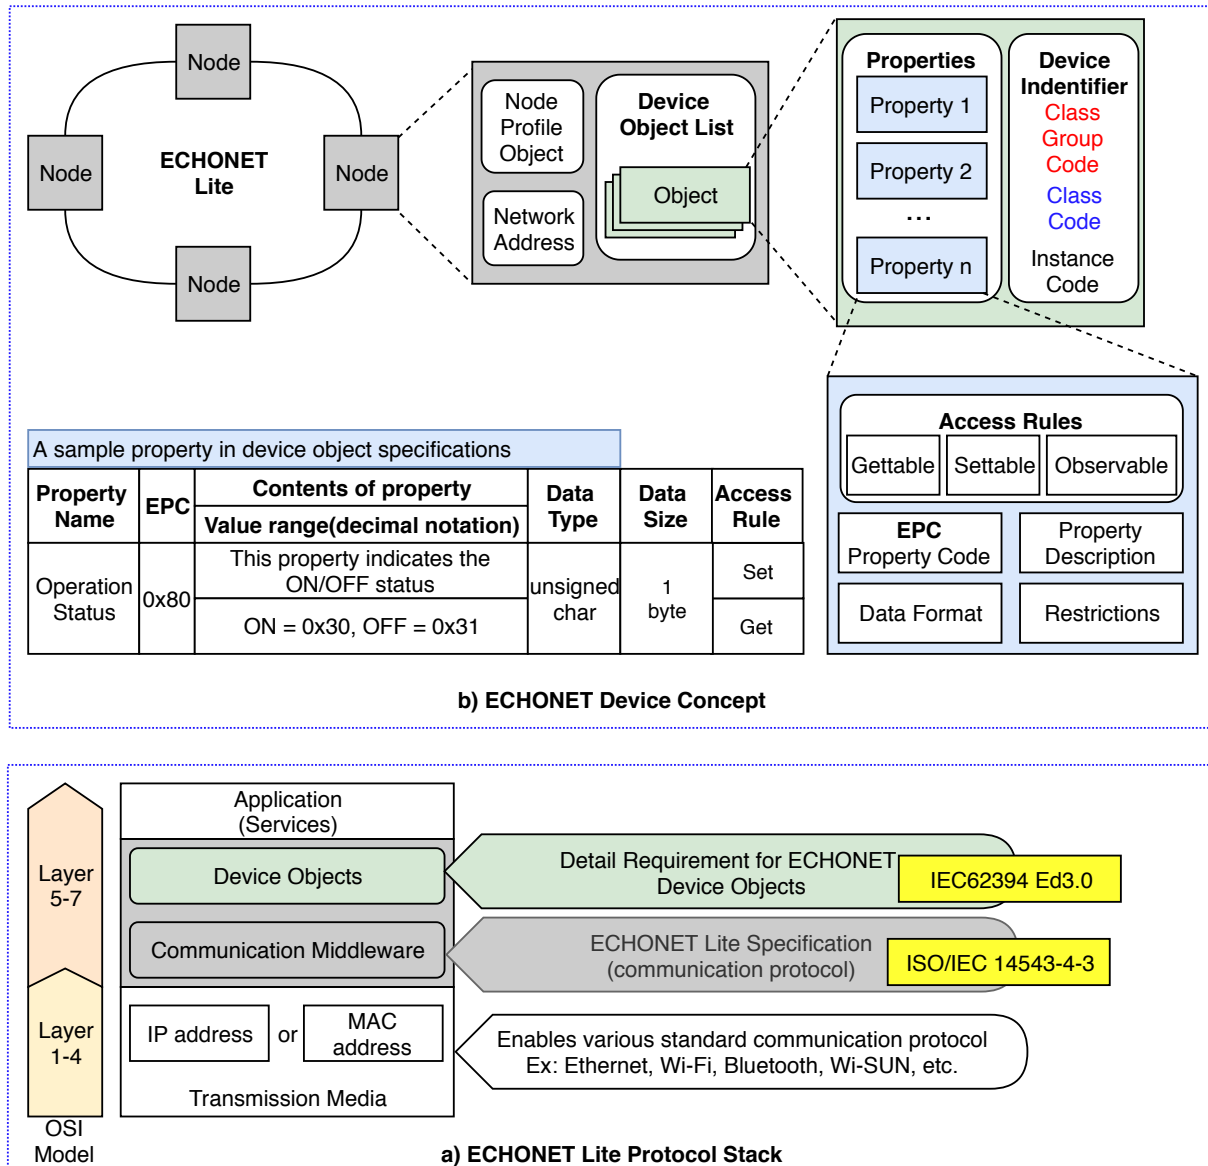 Node
Node
ECHONET
Lite
Node
Node
Node
Profile
Object
Network
Address
Device
Object List
Object
Properties
Property 1
Property 2
...
Property n
Device
Indentifier
Class
Group
Code
Class
Code
Instance
Code
Access Rules
Gettable
Settable
Observable
EPC
Property Code
Property
Description
Data Format
Restrictions
A sample property in device object specifications
Property
Name
EPC
Contents of property
Value range(decimal notation)
Data
Type
Data
Size
Access
Rule
Operation
Status
0x80
This property indicates the
ON/OFF status
ON = 0x30, OFF = 0x31
unsigned
char
1
byte
Set
Get
b) ECHONET Device Concept
Layer
5-7
Layer
1-4
OSI
Model
Application
(Services)
Device Objects
Communication Middleware
IP address
or
MAC
address
Transmission Media
Detail Requirement for ECHONET
Device Objects
IEC62394 Ed3.0
ECHONET Lite Specification
(communication protocol)
ISO/IEC 14543-4-3
Enables various standard communication protocol
Ex: Ethernet, Wi-Fi, Bluetooth, Wi-SUN, etc.
a) ECHONET Lite Protocol Stack